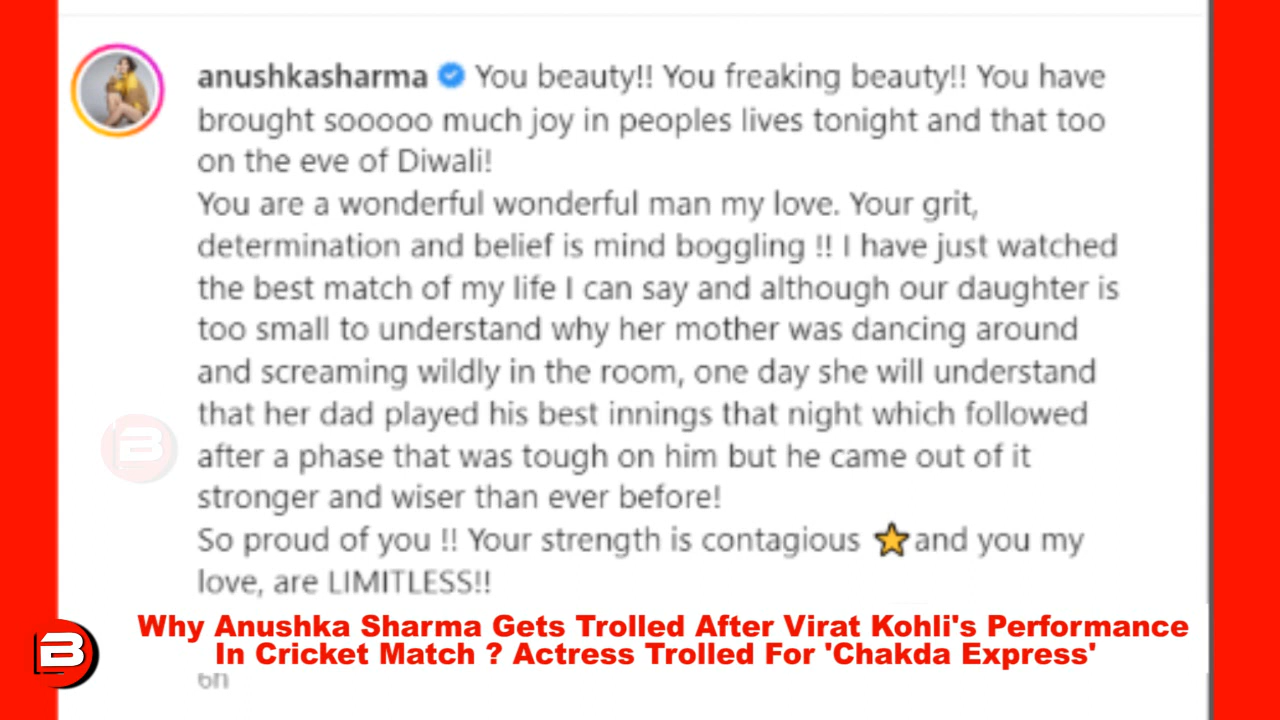 anushkasharma You beauty!! You freaking beauty!! You have
brought sooooo much joy in peoples lives tonight and that too
on the eve of Diwali!
You are a wonderful wonderful man my love. Your grit,
determination and belief is mind boggling !! I have just watched
the best match of my life I can say and although our daughter is
too small to understand why her mother was dancing around
and screaming wildly in the room, one day she will understand
that her dad played his best innings that night which followed
after a phase that was tough on him but he came out of it
stronger and wiser than ever before!
So proud of you !! Your strength is contagious ⭐and you my
love, are LIMITLESS!!
B
Why Anushka Sharma Gets Trolled After Virat Kohli's Performance
In Cricket Match ? Actress Trolled For 'Chakda Express'
B